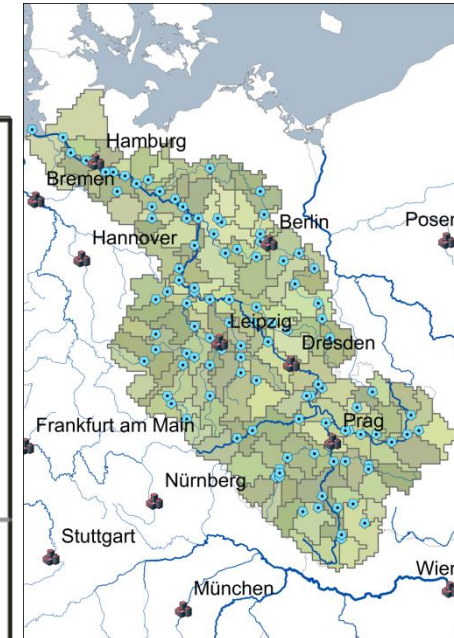 Hamburg
Bremen
Berlin
Posen
Hannover
Leipzig
Dresden
Frankfurt am Main
Prag
Nürnberg
Stuttgart
Wien
München